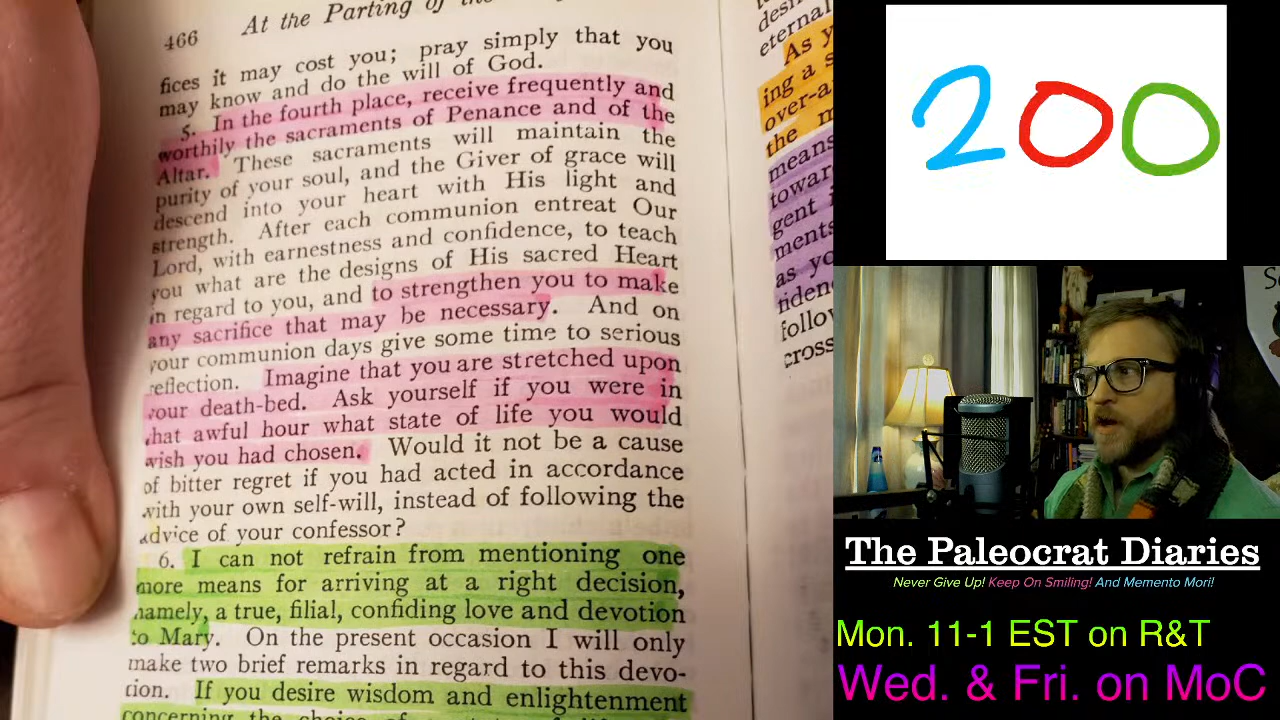 466 At the Parting of the
fices it may cost you; pray simply that you
may know and do the will of God.
5. In the fourth place, receive frequently and
worthily the sacraments of Penance and of the
Altar. These sacraments will maintain the
purity of your soul, and the Giver of grace will
descend into your heart with His light and
strength. After each communion entreat Our
Lord, with earnestness and confidence, to teach
you what are the designs of His sacred Heart
in regard to you, and to strengthen you to make
any sacrifice that may be necessary. And on
your communion days give some time to serious
reflection. Imagine that you are stretched upon
your death-bed. Ask yourself if you were in
that awful hour what state of life you would
wish you had chosen. Would it not be a cause
of bitter regret if you had acted in accordance
with your own self-will, instead of following the
advice of your confessor?
6. I can not refrain from mentioning one
more means for arriving at a right decision,
namely, a true, filial, confiding love and devotion
to Mary. On the present occasion I will only
make two brief remarks in regard to this devo-
tion. If you desire wisdom and enlightenment
concerning the choice of
eternal
As y
ing a s
over-a
the m
means
towar
gent i
ments
as yo
fiden
follow
cross
200
The Paleocrat Diaries
Never Give Up! Keep On Smiling! And Memento Mori!
Mon. 11-1 EST on R&T
Wed. & Fri. on MoC